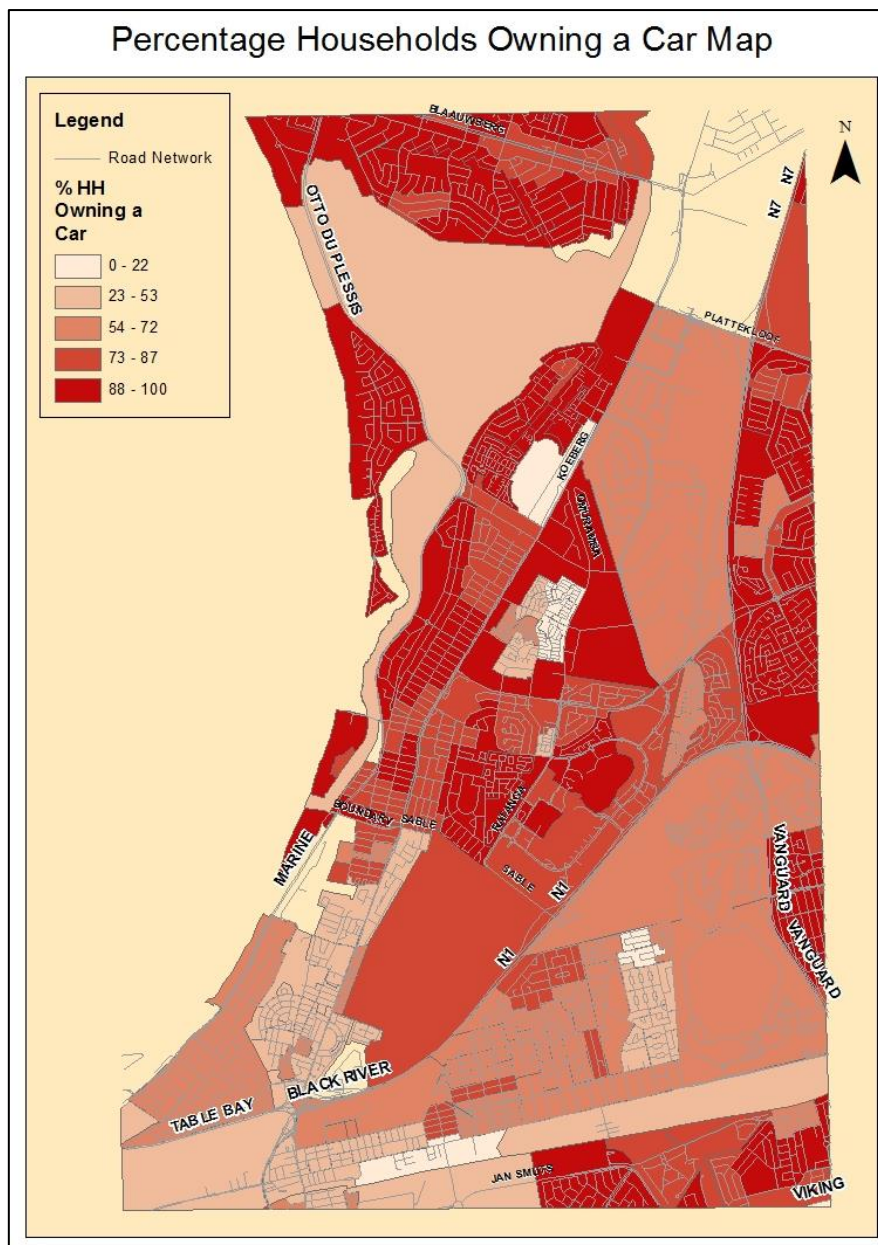 Percentage Households Owning a Car Map
Legend
Road Network
% HH
Owning a
Car
0 - 22
23 - 53
54 - 72
73 - 87
88 - 100
N
BLAAUWBERG
N7
N7
OTTO DU PLESSIS
PLATTEKLOOF
KOEBERG
OMURAMBA
RATANGA
BOUNDARY
SABLE
MARINE
SABLE
N1
N1
VANGUARD
VANGUARD
BLACK RIVER
TABLE BAY
JAN SMUTS
VIKING